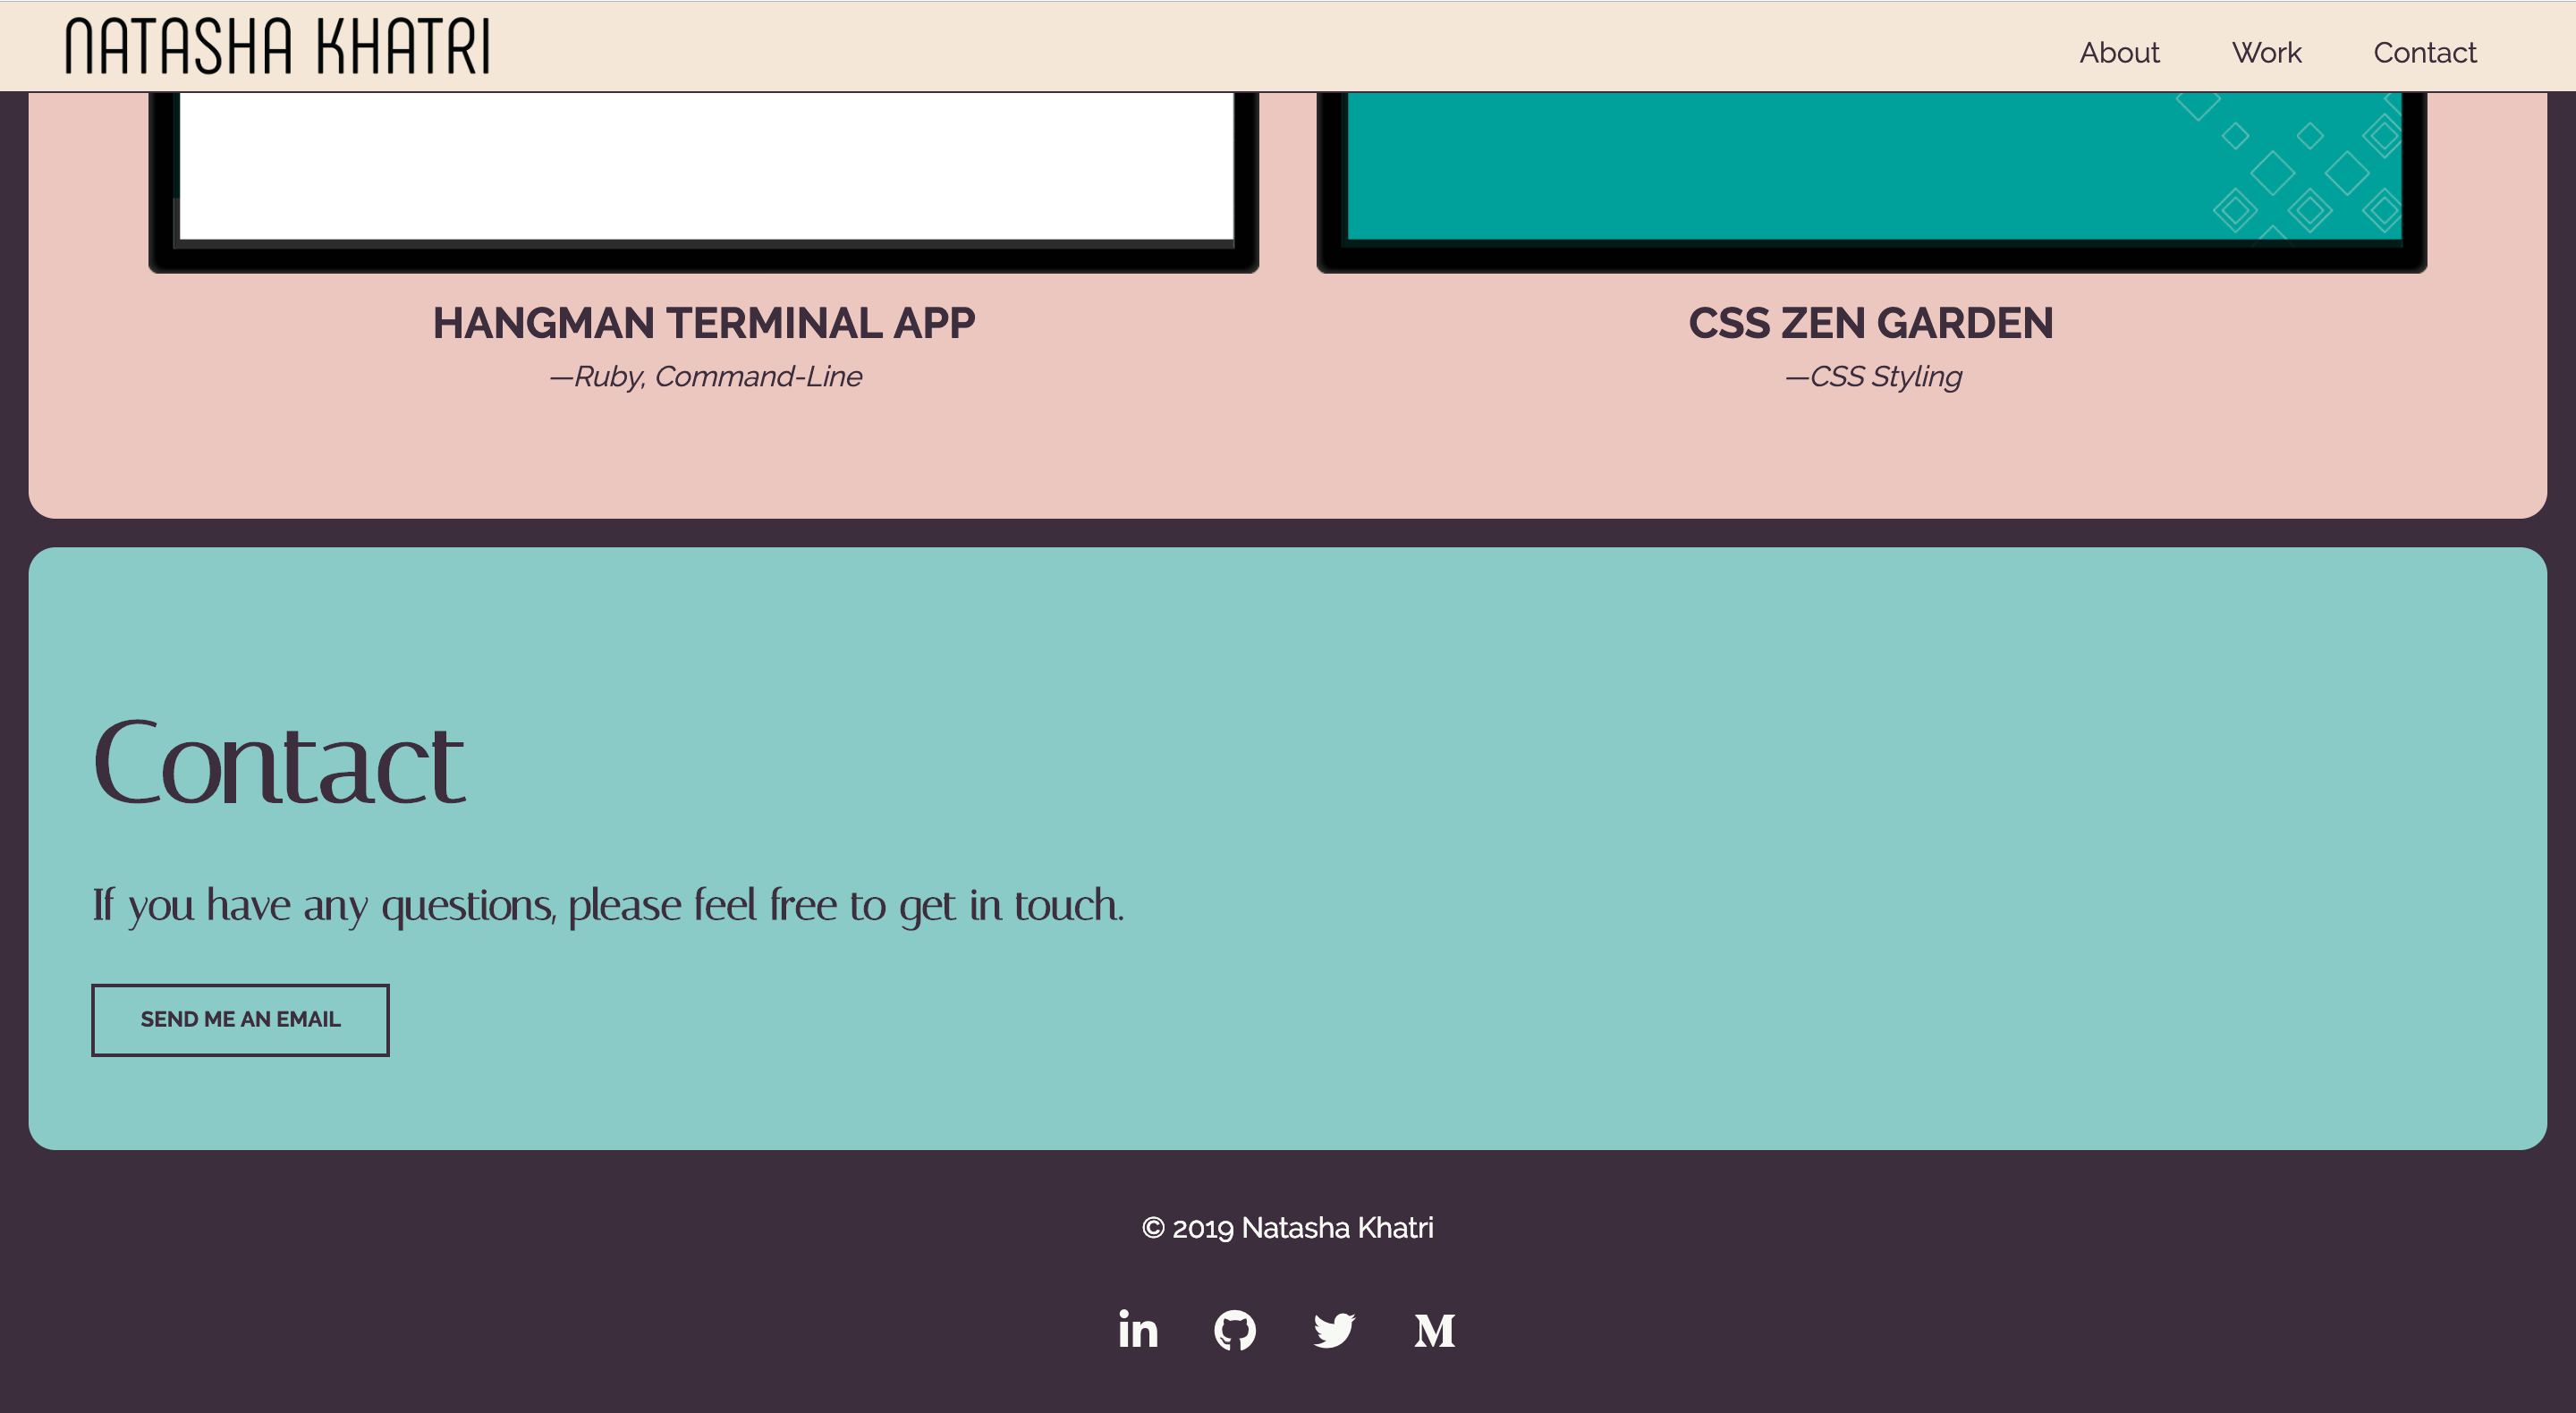 NATASHA KHATRI
About Work Contact
HANGMAN TERMINAL APP
—Ruby, Command-Line
CSS ZEN GARDEN
—CSS Styling
Contact
If you have any questions, please feel free to get in touch.
SEND ME AN EMAIL
© 2019 Natasha Khatri
in M